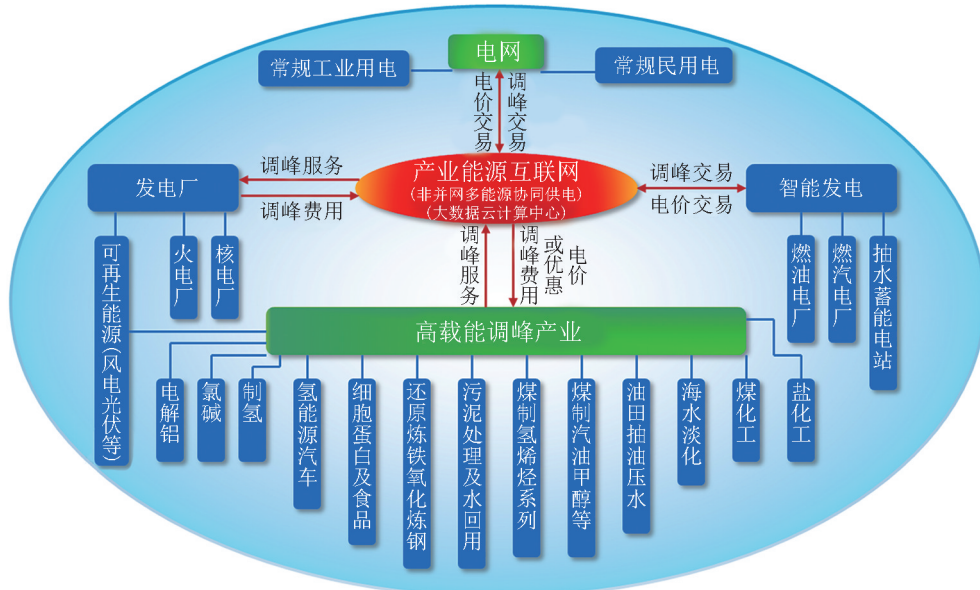 电网
常规工业用电
常规民用电
电价交易
调峰交易
产业能源互联网
(非并网多能源协同供电)
(大数据云计算中心)
发电厂
调峰服务
调峰费用
调峰交易
电价交易
智能发电
可再生能源(风电光伏等)
火电厂
核电厂
调峰服务
调峰费用
或优惠
电价
燃油电厂
燃汽电厂
抽水蓄能电站
高载能调峰产业
电解铝
氯碱
制氢
氢能源汽车
细胞蛋白及食品
还原炼铁氧化炼钢
污泥处理及水回用
煤制氢烯烃系列
煤制汽油甲醇等
油田抽油压水
海水淡化
煤化工
盐化工